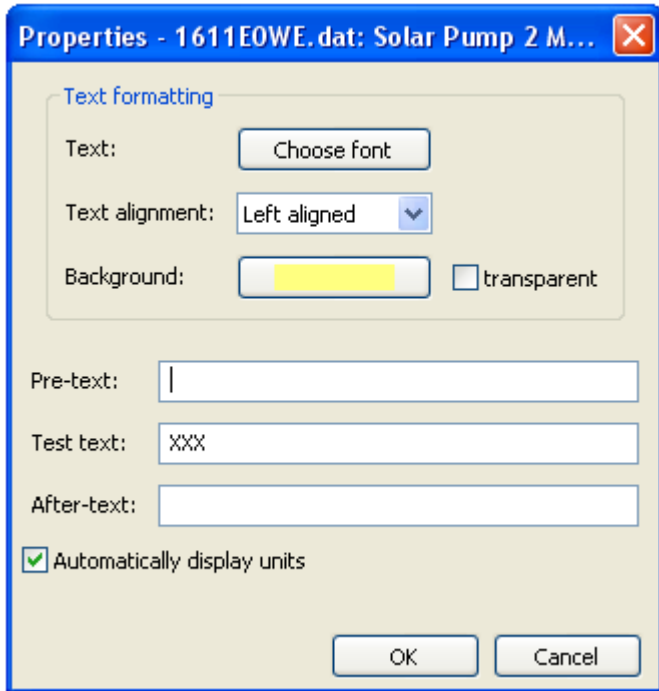 Properties - 1611E0WE.dat: Solar Pump 2 M...
Text formatting
Text: Choose font
Text alignment: Left aligned
Background: transparent
Pre-text:
Test text: XXX
After-text:
Automatically display units
OK Cancel